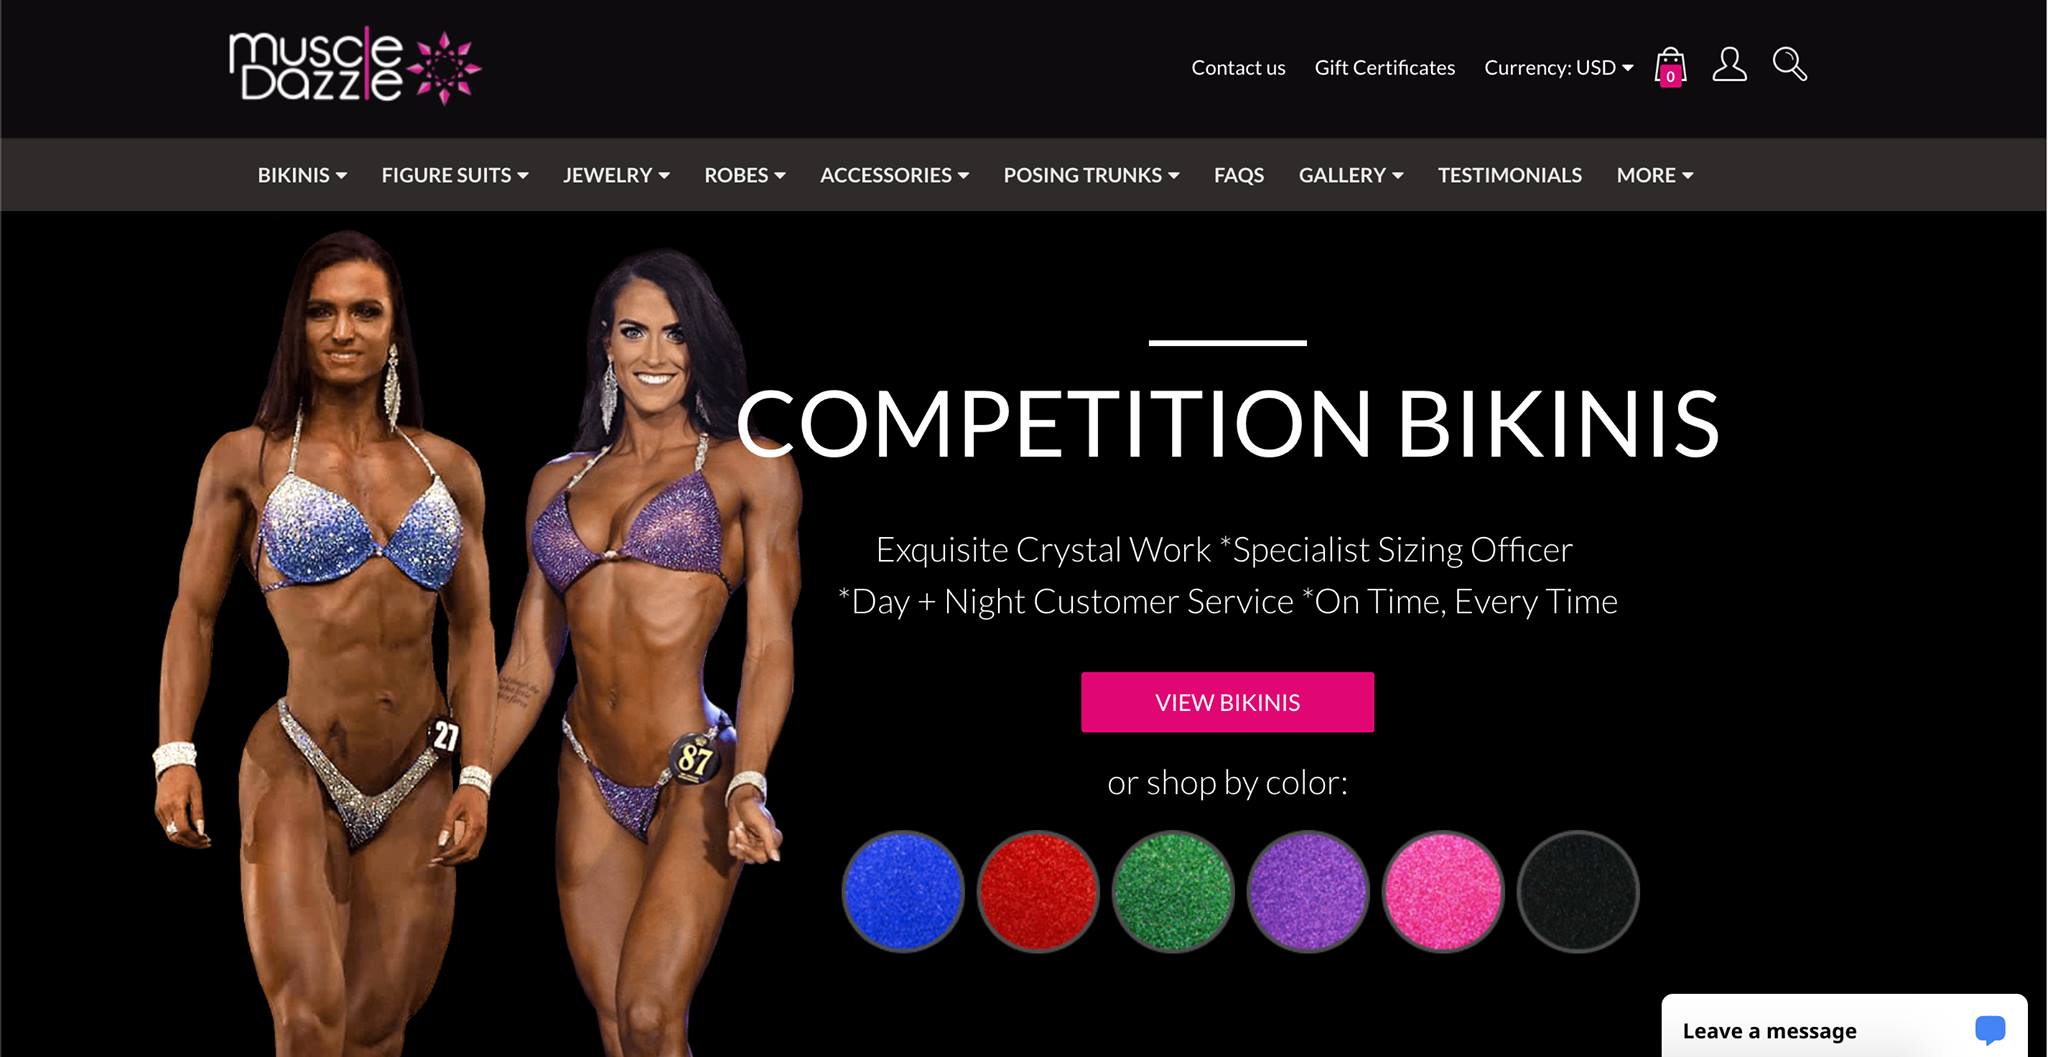 muscle
Dazzle
Contact us
Gift Certificates
Currency: USD
0
BIKINIS
FIGURE SUITS
JEWELRY
ROBES
ACCESSORIES
POSING TRUNKS
FAQS
GALLERY
TESTIMONIALS
MORE
COMPETITION BIKINIS
Exquisite Crystal Work *Specialist Sizing Officer
*Day + Night Customer Service *On Time, Every Time
VIEW BIKINIS
or shop by color:
27
87
Leave a message